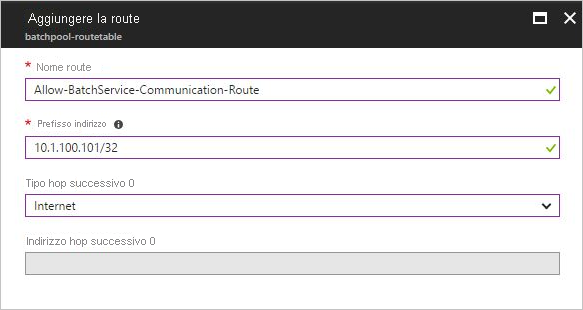 Aggiungere la route
batchpool-routetable
* Nome route
Allow-BatchService-Communication-Route
* Prefisso indirizzo
10.1.100.101/32
Tipo hop successivo 0
Internet
Indirizzo hop successivo 0